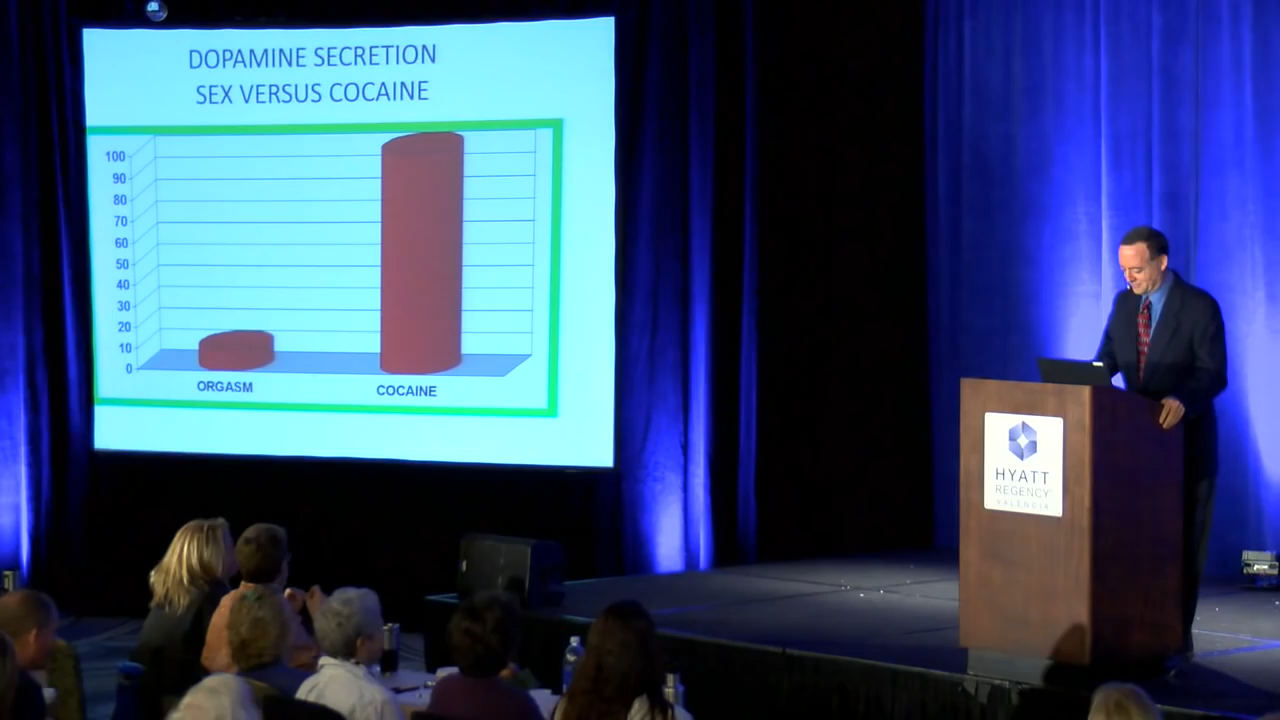 DOPAMINE SECRETION
SEX VERSUS COCAINE
100
90
80
70
60
50
40
30
20
10
0
ORGASM
COCAINE
HYATT
REGENCY
VALENCIA